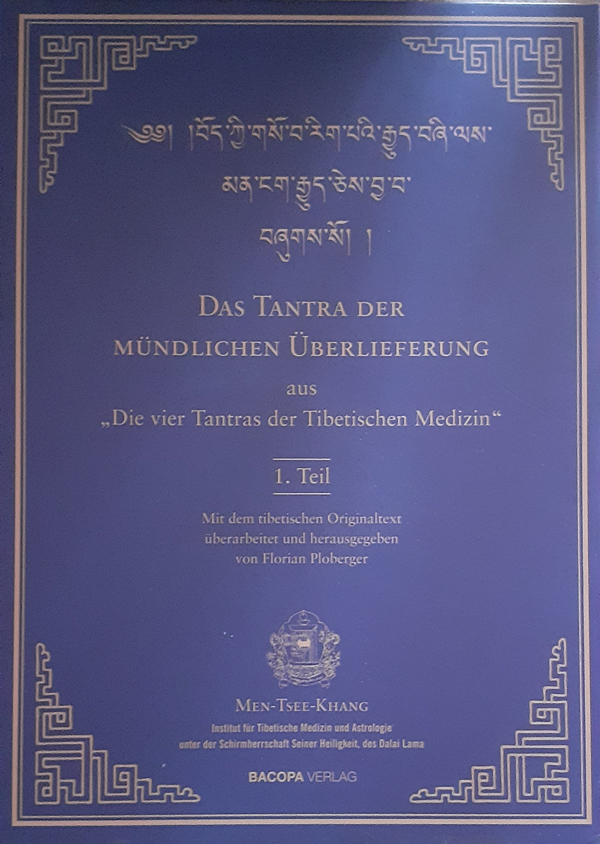 ༄༅། །བོད་ཀྱི་གསོ་བ་རིག་པའི་རྒྱུད་བཞི་ལས་
མན་ངག་རྒྱུད་ཅེས་བྱ་བ་
བཞུགས་སོ། །
Das Tantra der
mündlichen Überlieferung
aus
„Die vier Tantras der Tibetischen Medizin“
1. Teil
Mit dem tibetischen Originaltext
überarbeitet und herausgegeben
von Florian Ploberger
Men-Tsee-Khang
Institut für Tibetische Medizin und Astrologie
unter der Schirmherrschaft Seiner Heiligkeit, des Dalai Lama
BACOPA VERLAG